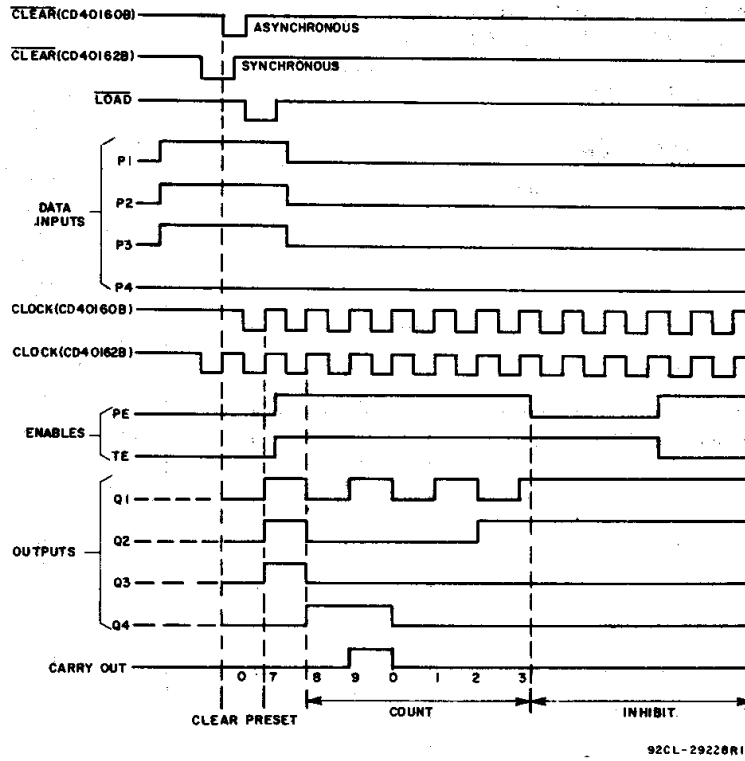 CLEAR(CD40160B)
ASYNCHRONOUS
CLEAR(CD40162B)
SYNCHRONOUS
LOAD
P1
P2
DATA INPUTS
P3
P4
CLOCK(CD40160B)
CLOCK(CD40162B)
PE
ENABLES
TE
Q1
Q2
OUTPUTS
Q3
Q4
CARRY OUT
0 7 8 9 0 1 2 3
CLEAR PRESET COUNT INHIBIT
92CL-29228R1